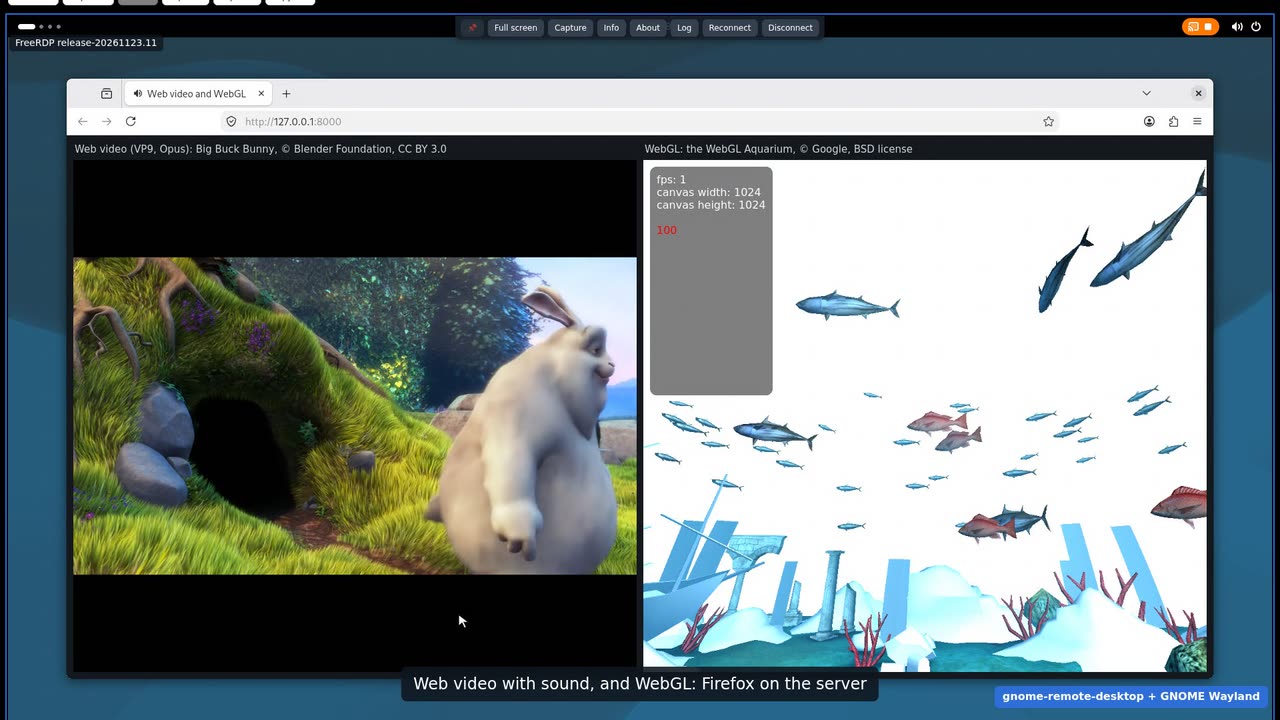 Full screen
Capture
Info
About
Log
Reconnect
Disconnect
FreeRDP release-20261123.11
Web video and WebGL
http://127.0.0.1:8000
Web video (VP9, Opus): Big Buck Bunny, © Blender Foundation, CC BY 3.0
WebGL: the WebGL Aquarium, © Google, BSD license
fps: 1
canvas width: 1024
canvas height: 1024
100
Web video with sound, and WebGL: Firefox on the server
gnome-remote-desktop + GNOME Wayland